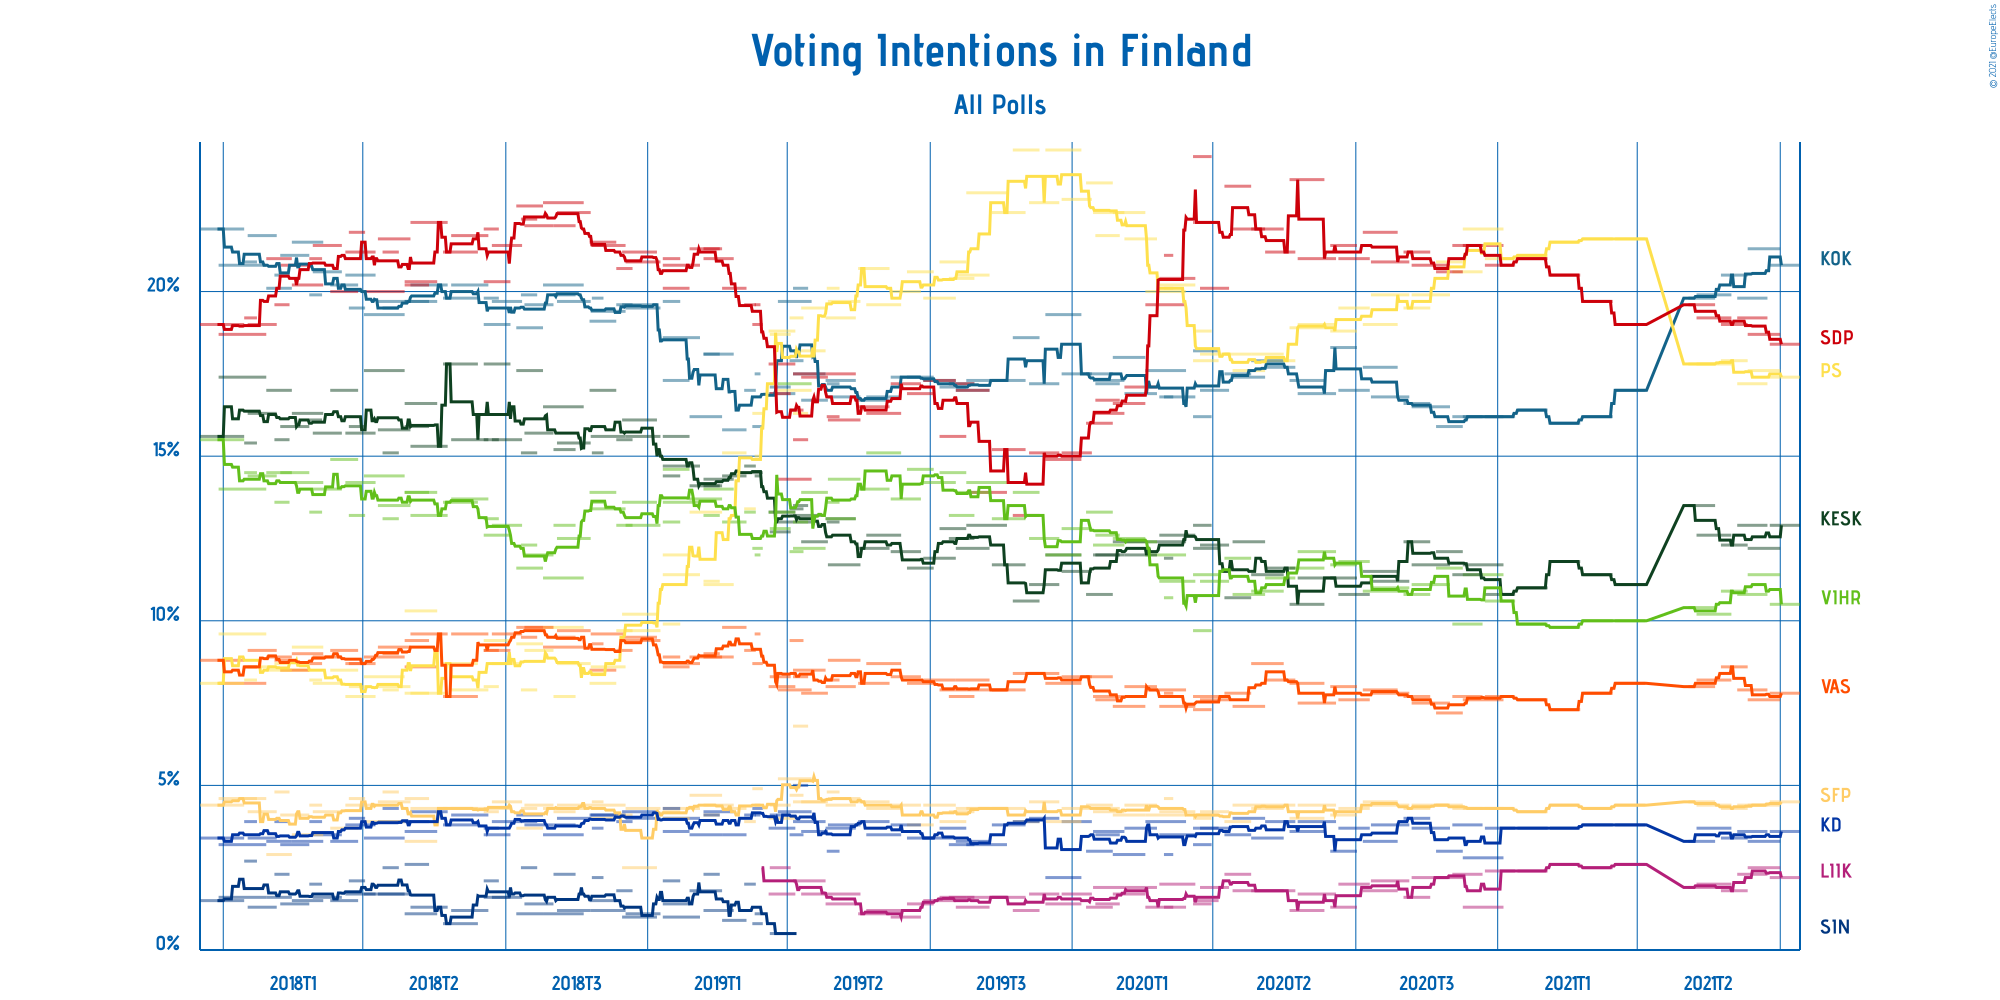 Voting Intentions in Finland
All Polls
© 2021 @EuropeElects
20%
15%
10%
5%
0%
KOK
SDP
PS
KESK
VIHR
VAS
SFP
KD
LIIK
SIN
2018T1 2018T2 2018T3 2019T1 2019T2 2019T3 2020T1 2020T2 2020T3 2021T1 2021T2